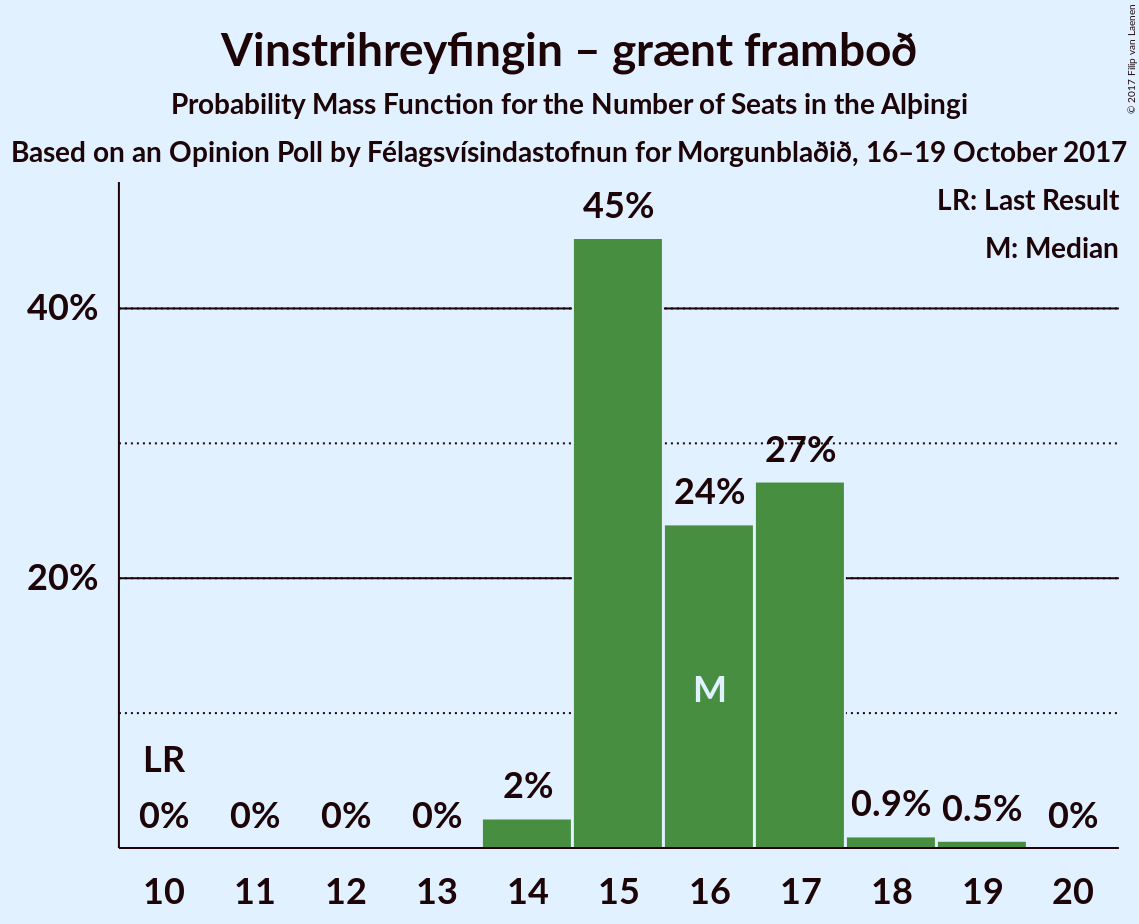 Vinstrihreyfingin – grænt framboð
Probability Mass Function for the Number of Seats in the Alþingi
Based on an Opinion Poll by Félagsvísindastofnun for Morgunblaðið, 16–19 October 2017
© 2017 Filip van Laenen
LR: Last Result
M: Median
45%
40%
27%
24%
20%
M
LR
0% 0% 0% 0% 2% 0.9% 0.5% 0%
10 11 12 13 14 15 16 17 18 19 20